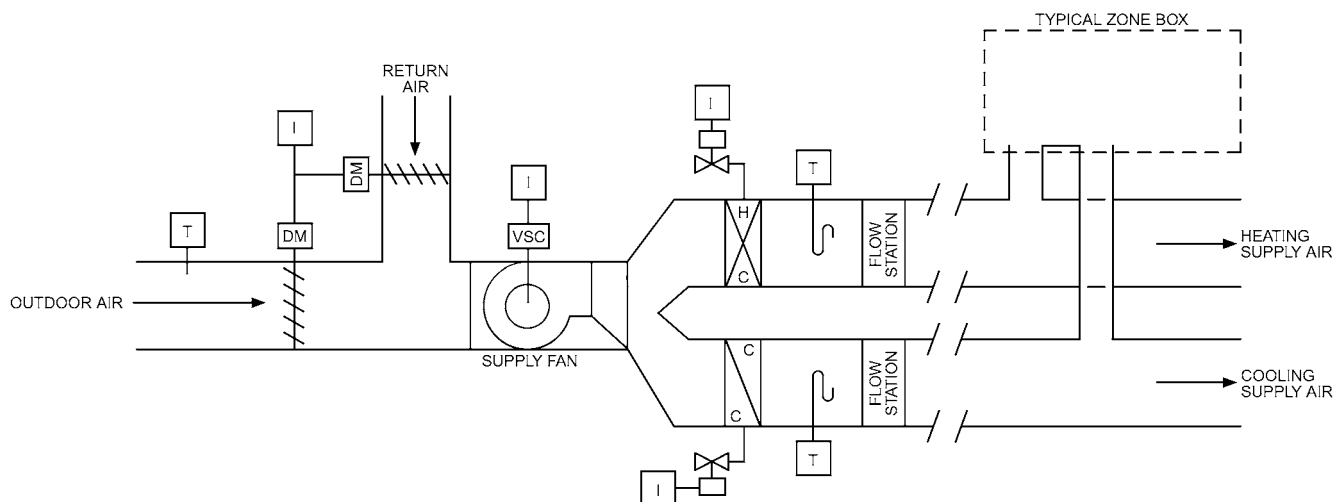 TYPICAL ZONE BOX
RETURN
AIR
I
I
I
T
DM
T
DM
VSC
H
C
FLOW
STATION
HEATING
SUPPLY AIR
OUTDOOR AIR
SUPPLY FAN
C
C
FLOW
STATION
COOLING
SUPPLY AIR
T
I